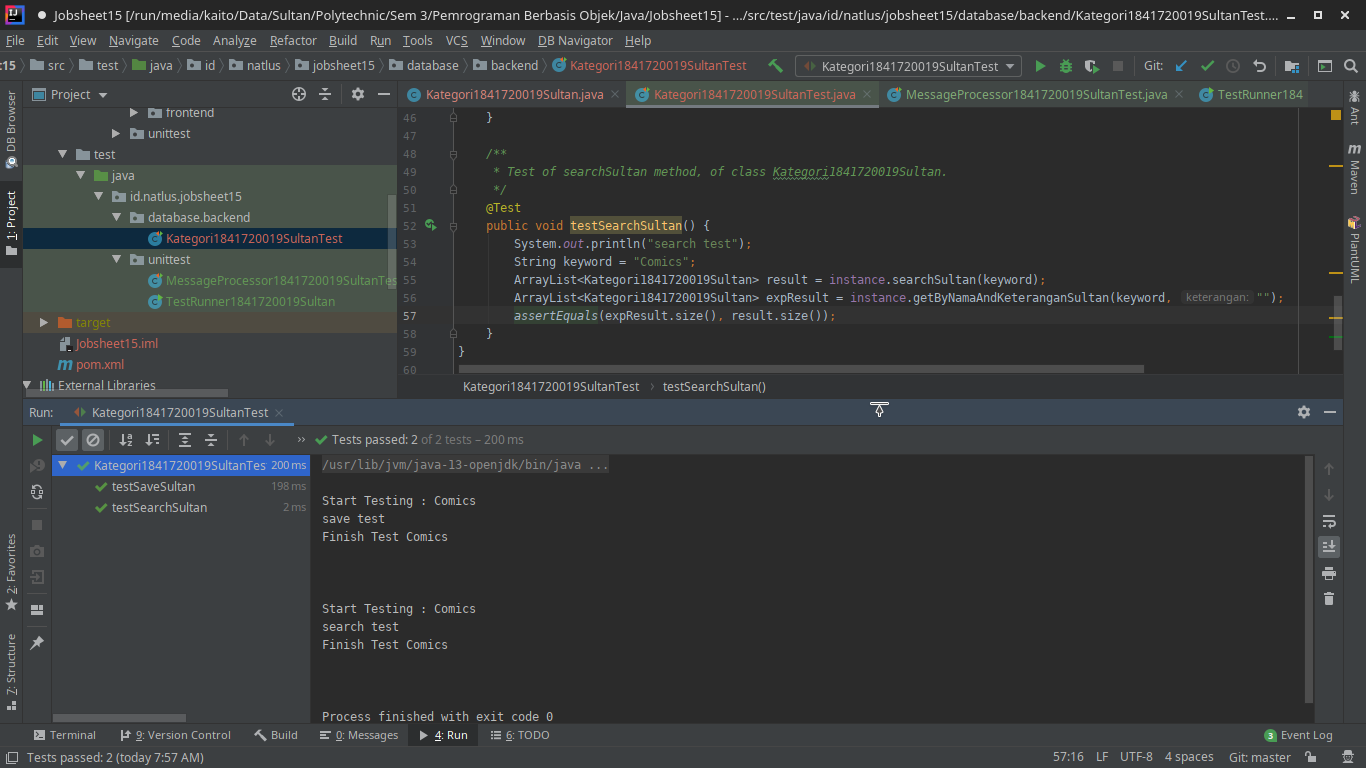 Jobsheet15 [/run/media/kaito/Data/Sultan/Polytechnic/Sem 3/Pemrograman Berbasis Objek/Java/Jobsheet15] - .../src/test/java/id/natlus/jobsheet15/database/backend/Kategori1841720019SultanTest....
File Edit View Navigate Code Analyze Refactor Build Run Tools VCS Window DB Navigator Help
:15 src test java id natlus jobsheet15 database backend Kategori1841720019SultanTest Kategori1841720019SultanTest Git:
Project
Kategori1841720019Sultan.java Kategori1841720019SultanTest.java MessageProcessor1841720019SultanTest.java TestRunner184
DB Browser
1: Project
2: Favorites
7: Structure
frontend
unittest
test
java
id.natlus.jobsheet15
database.backend
Kategori1841720019SultanTest
unittest
MessageProcessor1841720019SultanTes
TestRunner1841720019Sultan
target
Jobsheet15.iml
pom.xml
External Libraries
46 }
47
48 /**
49 * Test of searchSultan method, of class Kategori1841720019Sultan.
50 */
51 @Test
52 public void testSearchSultan() {
53 System.out.println("search test");
54 String keyword = "Comics";
55 ArrayList<Kategori1841720019Sultan> result = instance.searchSultan(keyword);
56 ArrayList<Kategori1841720019Sultan> expResult = instance.getByNamaAndKeteranganSultan(keyword, keterangan: "");
57 assertEquals(expResult.size(), result.size());
58 }
59 }
60
Kategori1841720019SultanTest › testSearchSultan()
Ant
Maven
PlantUML
Run: Kategori1841720019SultanTest
Tests passed: 2 of 2 tests – 200 ms
Kategori1841720019SultanTes 200 ms
testSaveSultan 198 ms
testSearchSultan 2 ms
/usr/lib/jvm/java-13-openjdk/bin/java ...
Start Testing : Comics
save test
Finish Test Comics
Start Testing : Comics
search test
Finish Test Comics
Process finished with exit code 0
Terminal 9: Version Control Build 0: Messages 4: Run 6: TODO 3 Event Log
Tests passed: 2 (today 7:57 AM) 57:16 LF UTF-8 4 spaces Git: master